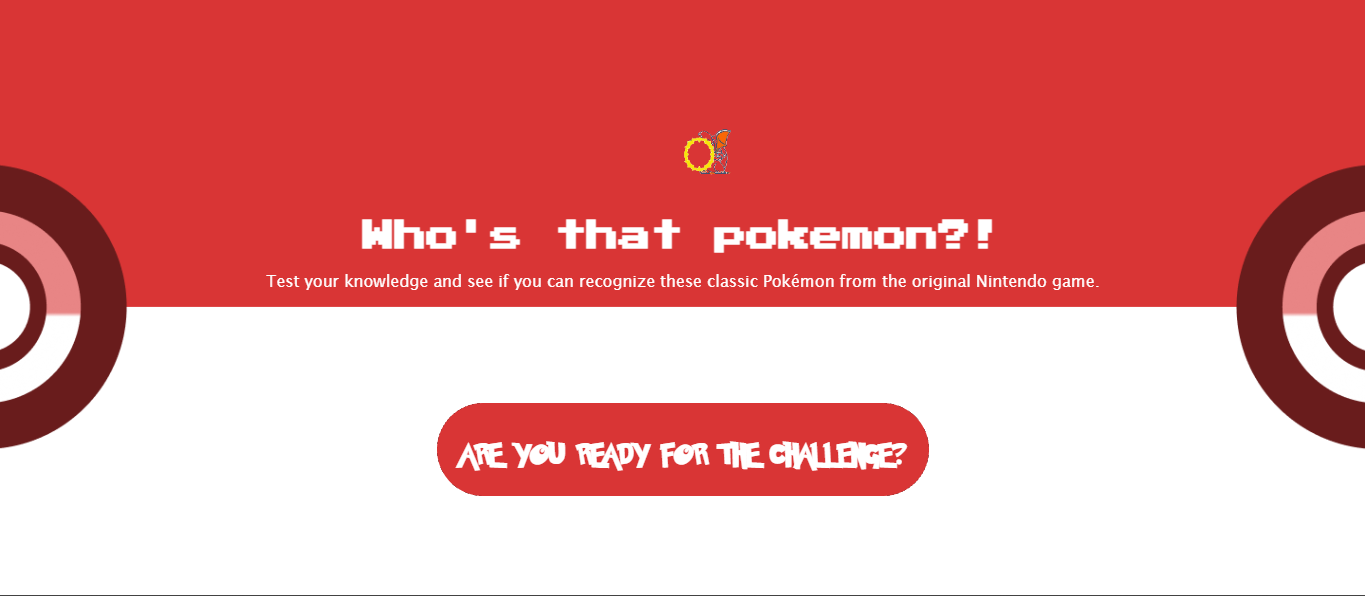 Who's that pokemon?!
Test your knowledge and see if you can recognize these classic Pokémon from the original Nintendo game.
ARE YOU READY FOR THE CHALLENGE?